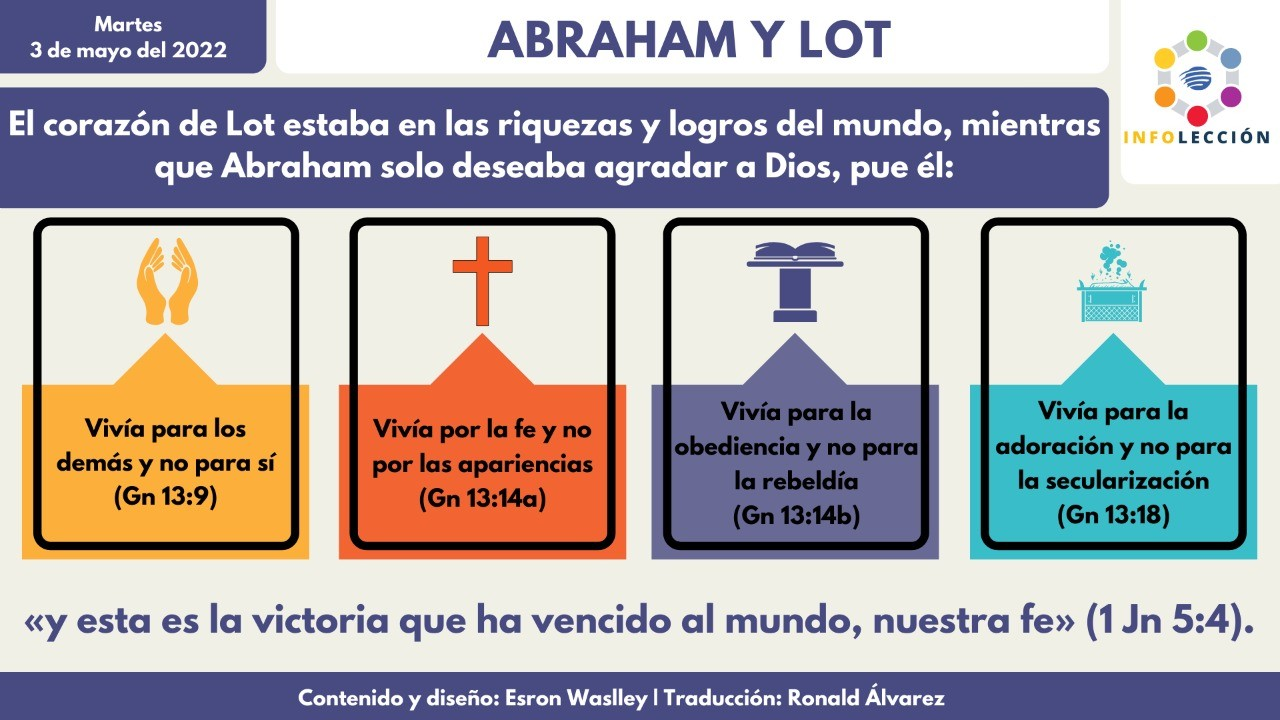 Martes
3 de mayo del 2022
ABRAHAM Y LOT
INFOLECCIÓN
El corazón de Lot estaba en las riquezas y logros del mundo, mientras
que Abraham solo deseaba agradar a Dios, pue él:
Vivía para los
demás y no para sí
(Gn 13:9)
Vivía por la fe y no
por las apariencias
(Gn 13:14a)
Vivía para la
obediencia y no para
la rebeldía
(Gn 13:14b)
Vivía para la
adoración y no para
la secularización
(Gn 13:18)
«y esta es la victoria que ha vencido al mundo, nuestra fe» (1 Jn 5:4).
Contenido y diseño: Esron Waslley | Traducción: Ronald Álvarez